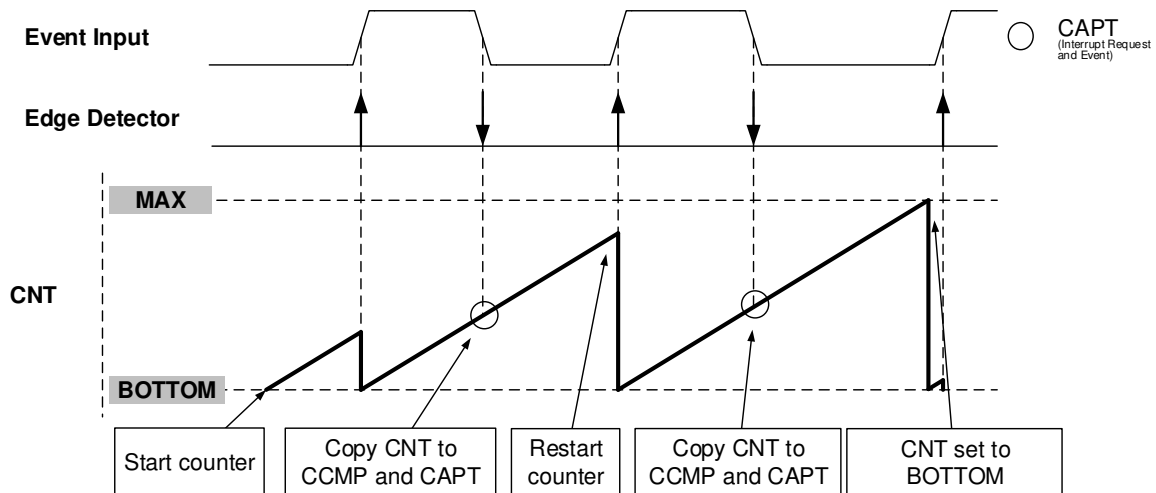 Event Input
CAPT
(Interrupt Request
and Event)
Edge Detector
MAX
CNT
BOTTOM
Start counter
Copy CNT to
CCMP and CAPT
Restart
counter
Copy CNT to
CCMP and CAPT
CNT set to
BOTTOM